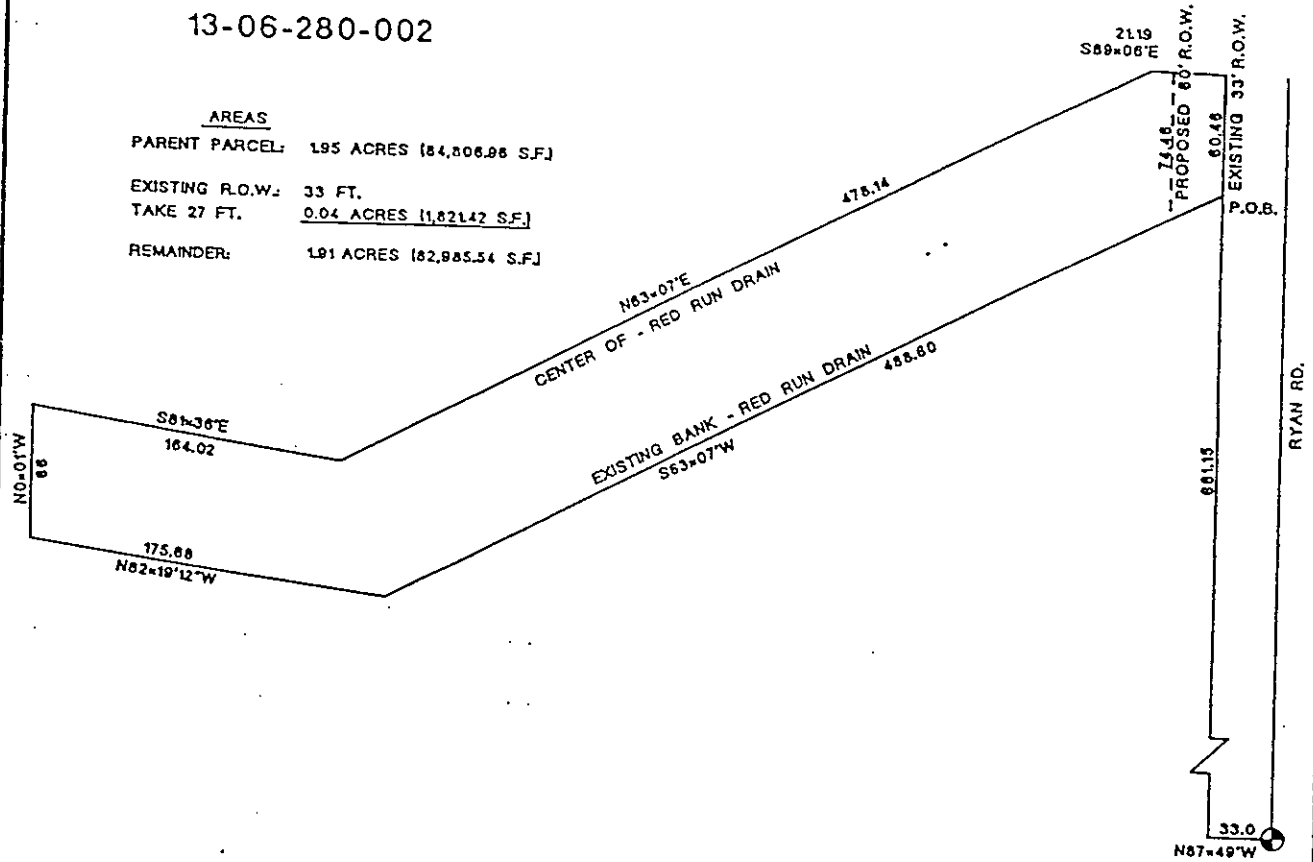 13-06-280-002
AREAS
PARENT PARCEL: 1.95 ACRES (84,806.96 S.F.)
EXISTING R.O.W.: 33 FT.
TAKE 27 FT. 0.04 ACRES (1,821.42 S.F.)
REMAINDER: 1.91 ACRES (82,985.54 S.F.)
21.19
S89×06'E
PROPOSED 60' R.O.W.
EXISTING 33' R.O.W.
74.46
60.46
P.O.B.
478.14
N63×07'E
CENTER OF - RED RUN DRAIN
EXISTING BANK - RED RUN DRAIN
488.60
S63×07'W
S81×36'E
164.02
N0×01'W
66
175.68
N82×19'12"W
661.15
RYAN RD.
33.0
N87×49'W